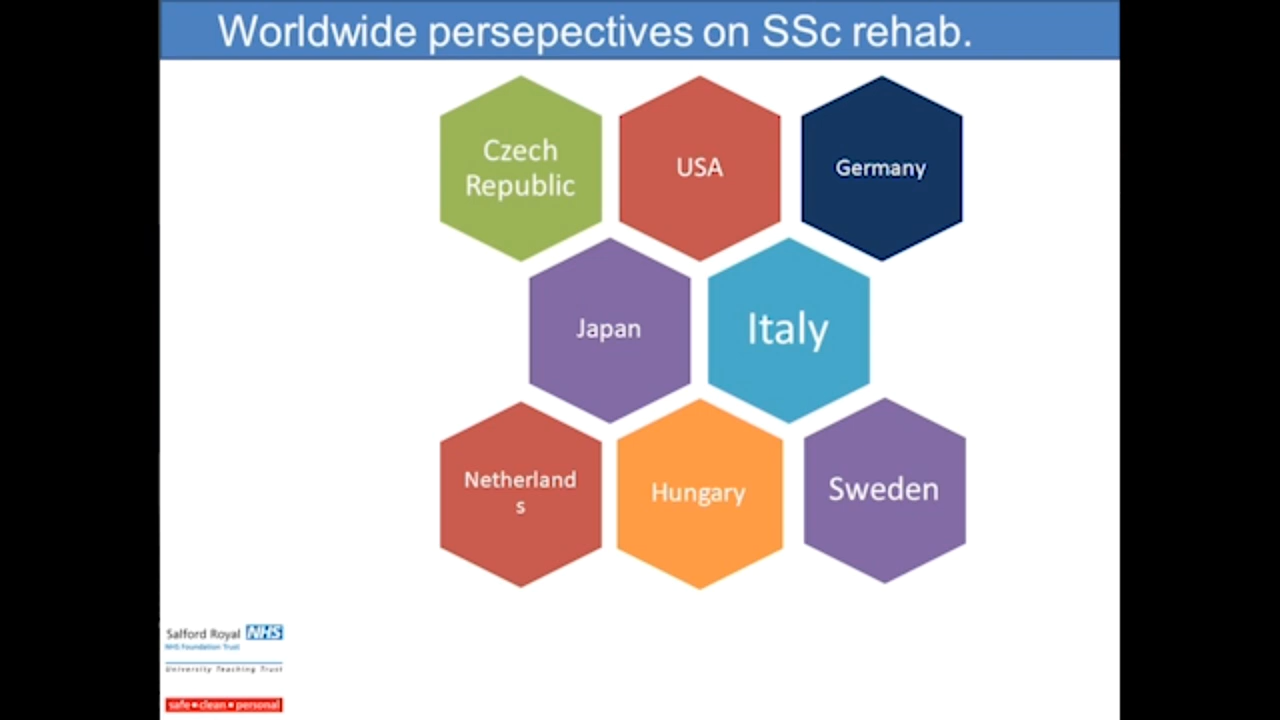 Worldwide persepectives on SSc rehab.
Czech
Republic
USA
Germany
Japan
Italy
Netherland
s
Hungary
Sweden
Salford Royal NHS
NHS Foundation Trust
University Teaching Trust
safe • clean • personal